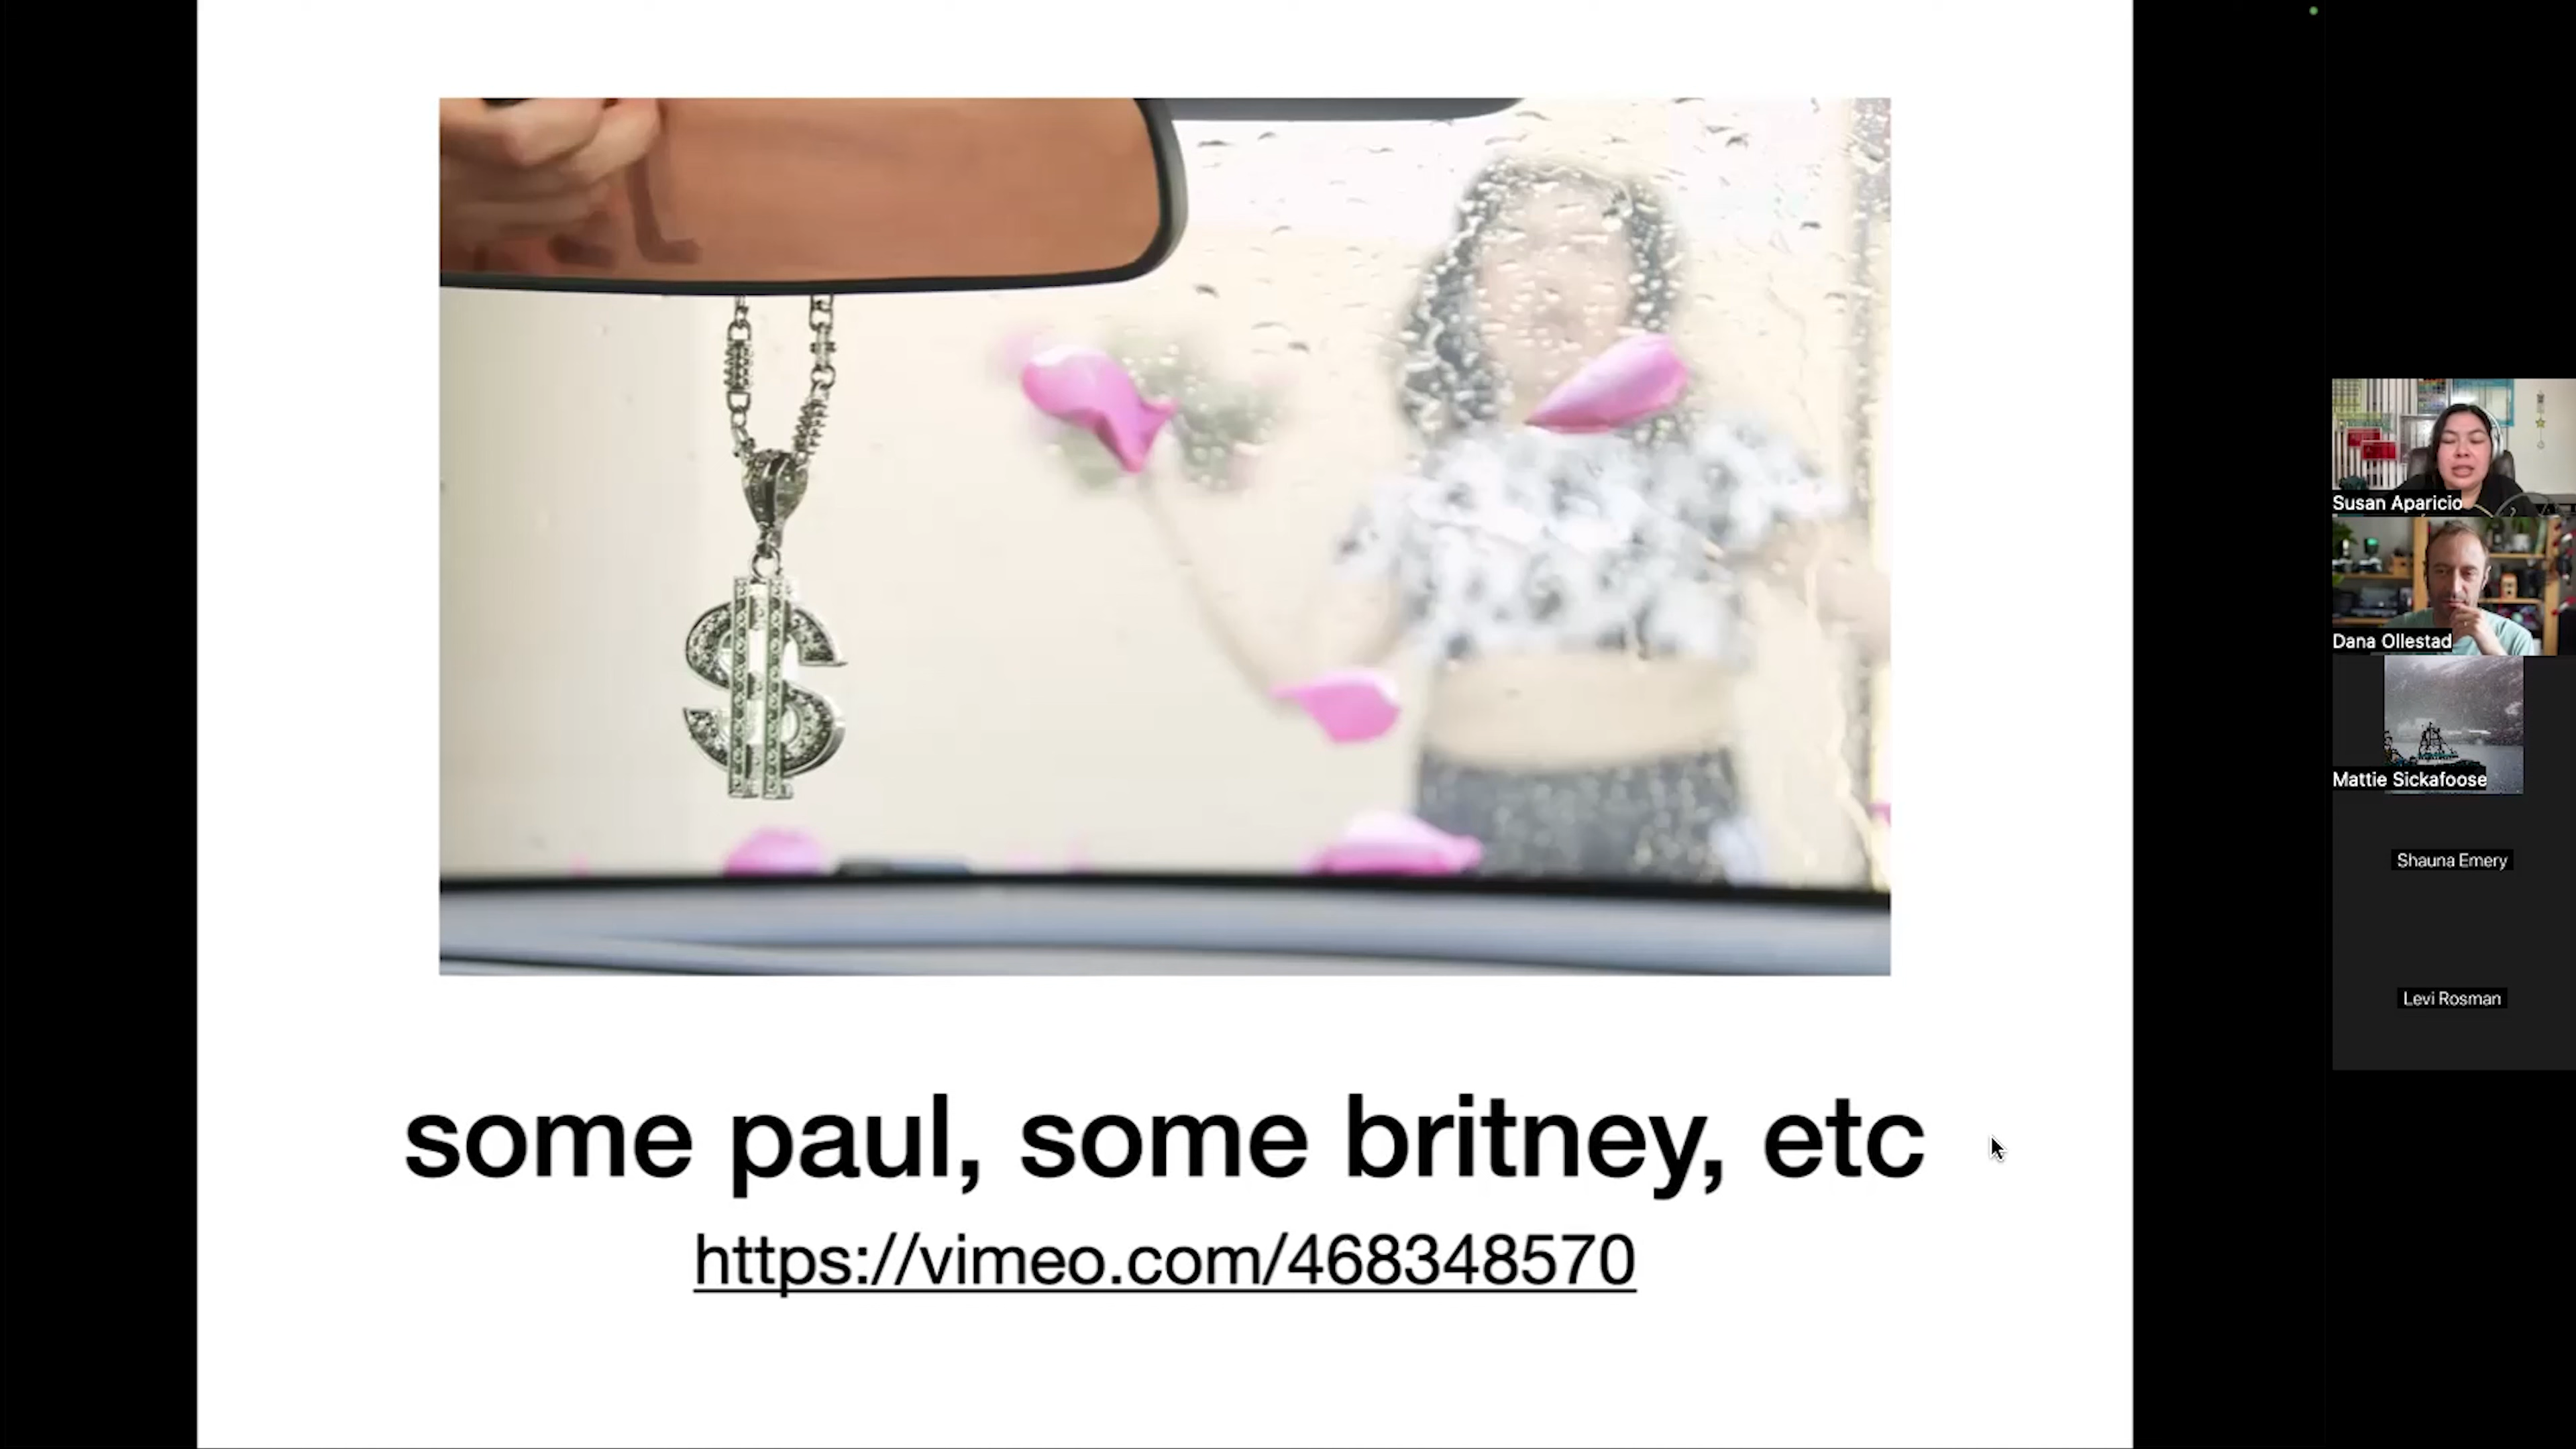 some paul, some britney, etc
https://vimeo.com/468348570
Susan Aparicio
Dana Ollestad
Mattie Sickafoose
Shauna Emery
Levi Rosman